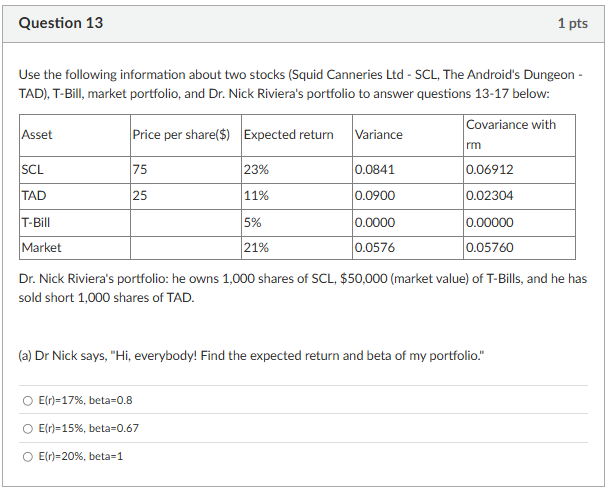 Question 13
1 pts
Use the following information about two stocks (Squid Canneries Ltd - SCL, The Android's Dungeon -
TAD), T-Bill, market portfolio, and Dr. Nick Riviera's portfolio to answer questions 13-17 below:
Asset Price per share($) Expected return Variance Covariance with rm
SCL 75 23% 0.0841 0.06912
TAD 25 11% 0.0900 0.02304
T-Bill 5% 0.0000 0.00000
Market 21% 0.0576 0.05760
Dr. Nick Riviera's portfolio: he owns 1,000 shares of SCL, $50,000 (market value) of T-Bills, and he has
sold short 1,000 shares of TAD.
(a) Dr Nick says, "Hi, everybody! Find the expected return and beta of my portfolio."
E(r)=17%, beta=0.8
E(r)=15%, beta=0.67
E(r)=20%, beta=1